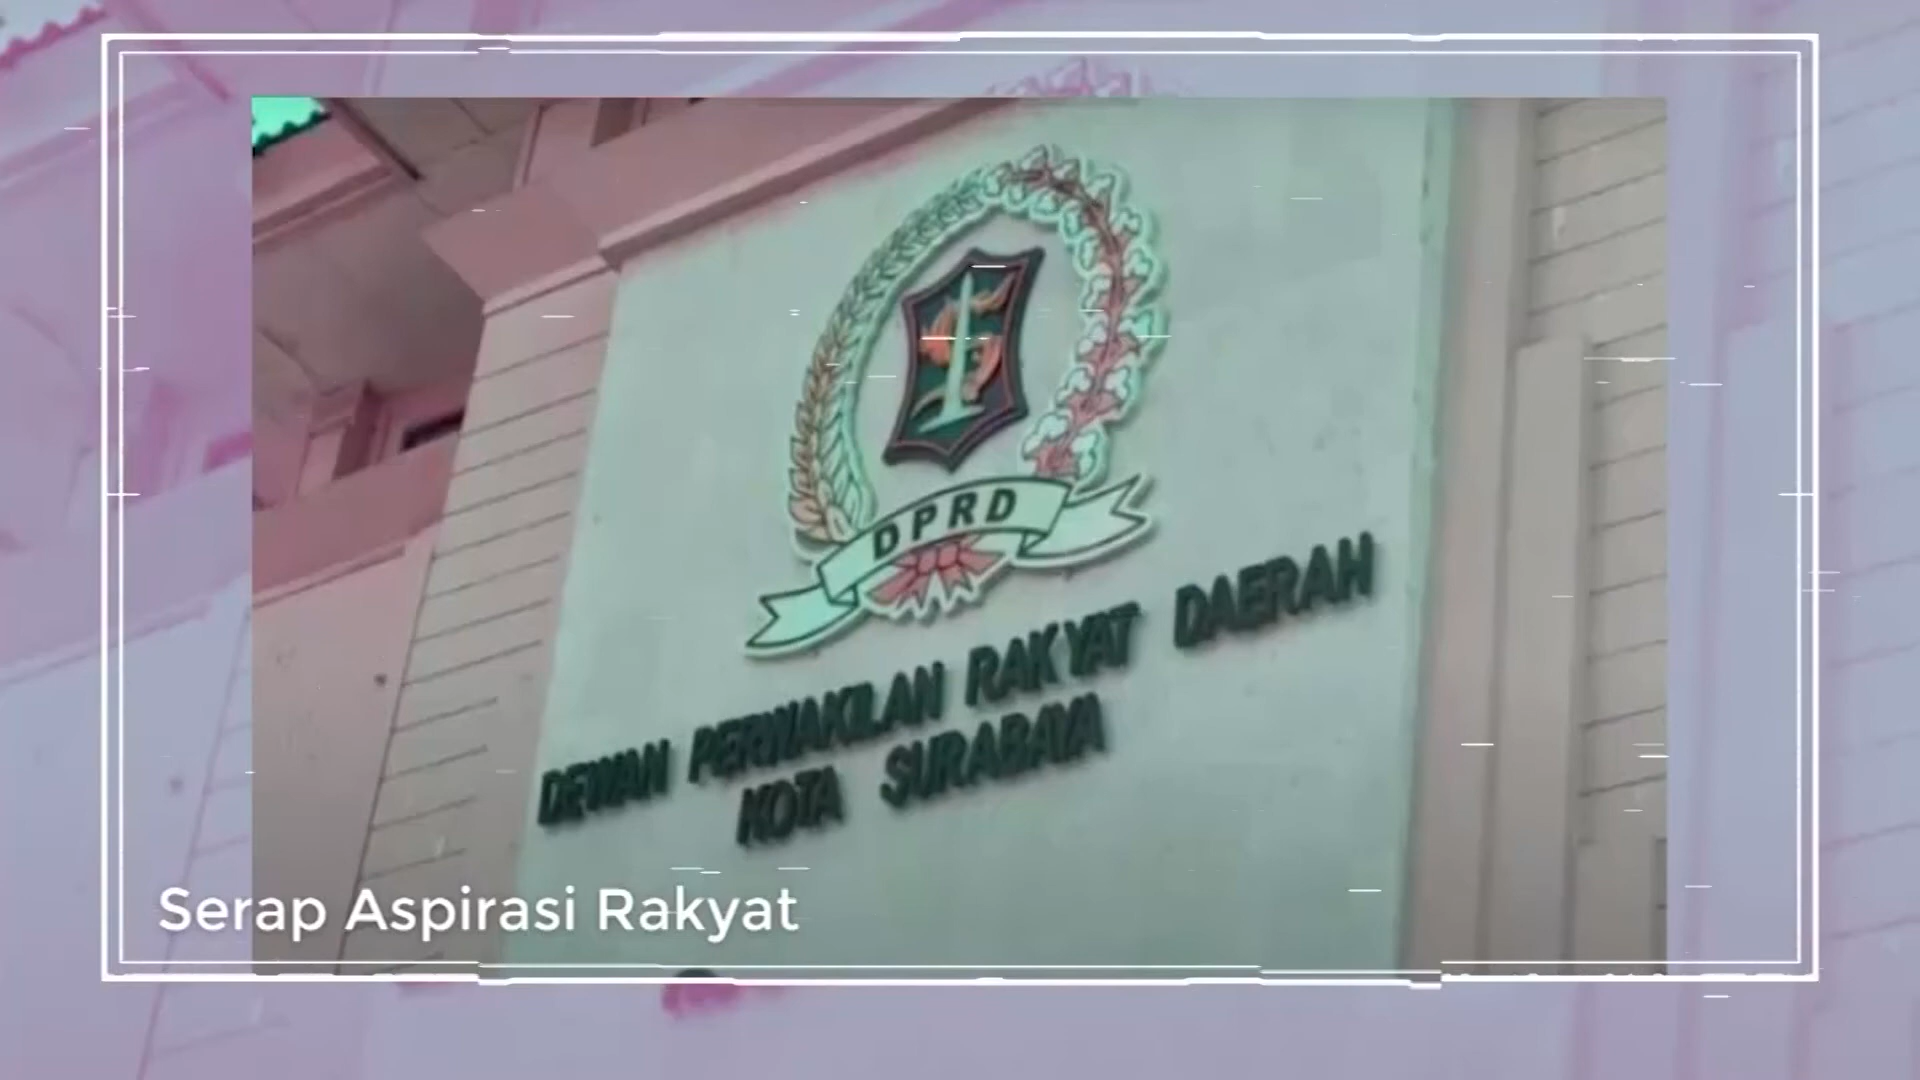 DPRD
DEWAN PERWAKILAN RAKYAT DAERAH
KOTA SURABAYA
Serap Aspirasi Rakyat